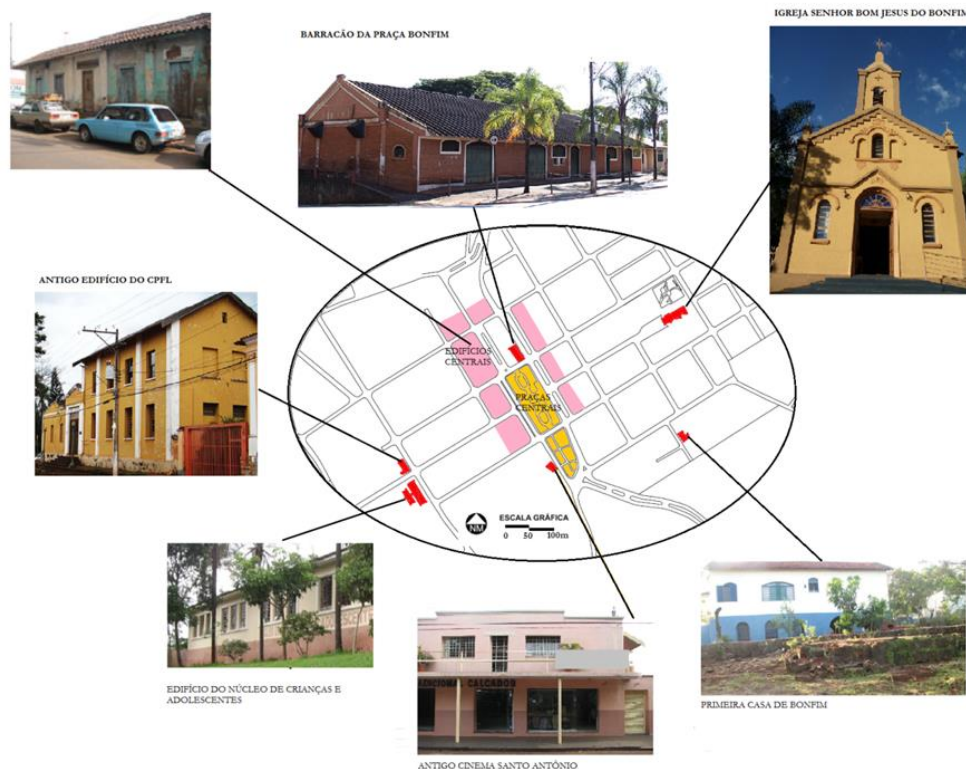 IGREJA SENHOR BOM JESUS DO BONFIM
BARRACÃO DA PRAÇA BONFIM
ANTIGO EDIFÍCIO DO CPFL
EDIFÍCIOS
CENTRAIS
PRAÇAS
CENTRAIS
NM
ESCALA GRÁFICA
0 50 100m
EDIFÍCIO DO NÚCLEO DE CRIANÇAS E
ADOLESCENTES
CALCADOS
PRIMEIRA CASA DE BONFIM
ANTIGO CINEMA SANTO ANTÔNIO